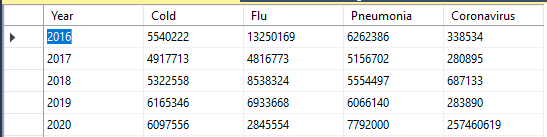 Year Cold Flu Pneumonia Coronavirus
2016 5540222 13250169 6262386 338534
2017 4917713 4816773 5156702 280895
2018 5322558 8538324 5554497 687133
2019 6165346 6933668 6066140 283890
2020 6097556 2845554 7792000 257460619